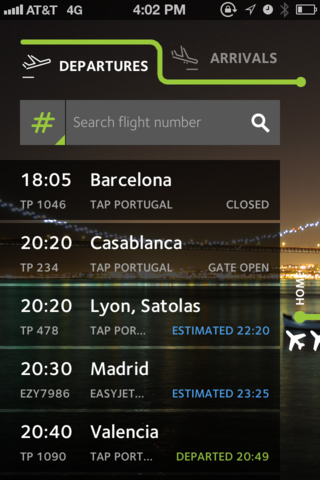 AT&T 4G 4:02 PM
DEPARTURES
ARRIVALS
# Search flight number
18:05 Barcelona
TP 1046 TAP PORTUGAL CLOSED
20:20 Casablanca
TP 234 TAP PORTUGAL GATE OPEN
20:20 Lyon, Satolas
TP 478 TAP POR... ESTIMATED 22:20
HOME
20:30 Madrid
EZY7986 EASYJET... ESTIMATED 23:25
20:40 Valencia
TP 1090 TAP PORT... DEPARTED 20:49